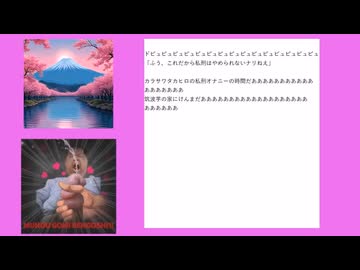 ドピュピュピュピュピュピュピュピュピュピュピュピュピュピュピュ
「ふう、これだから私刑はやめられないナリねえ」
カラサワタカヒロの私刑オナニーの時間だああああああああああああ
あああああああ
筑波芋の家にけんまだあああああああああああああああああああ
ああああああ
MUNOU GOMI BENGOSHI!